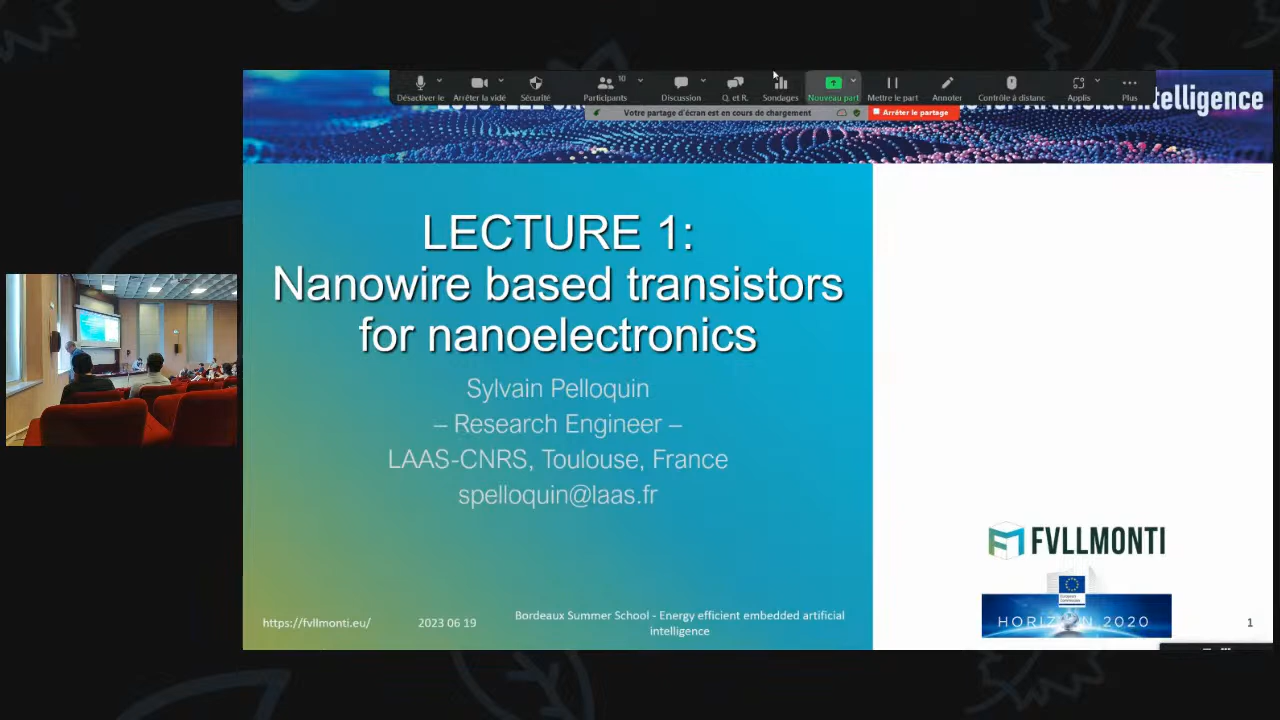 10
Désactiver le
Arrêter la vidé
Sécurité
Participants
Discussion
Q. et R.
Sondages
Nouveau part
Mettre le part
Annoter
Contrôle à distanc
Applis
Plus
telligence
Votre partage d'écran est en cours de chargement
Arrêter le partage
LECTURE 1:
Nanowire based transistors
for nanoelectronics
Sylvain Pelloquin
– Research Engineer –
LAAS-CNRS, Toulouse, France
spelloquin@laas.fr
FVLLMONTI
European
Commission
HORIZON 2020
https://fvllmonti.eu/
2023 06 19
Bordeaux Summer School - Energy efficient embedded artificial
intelligence
1